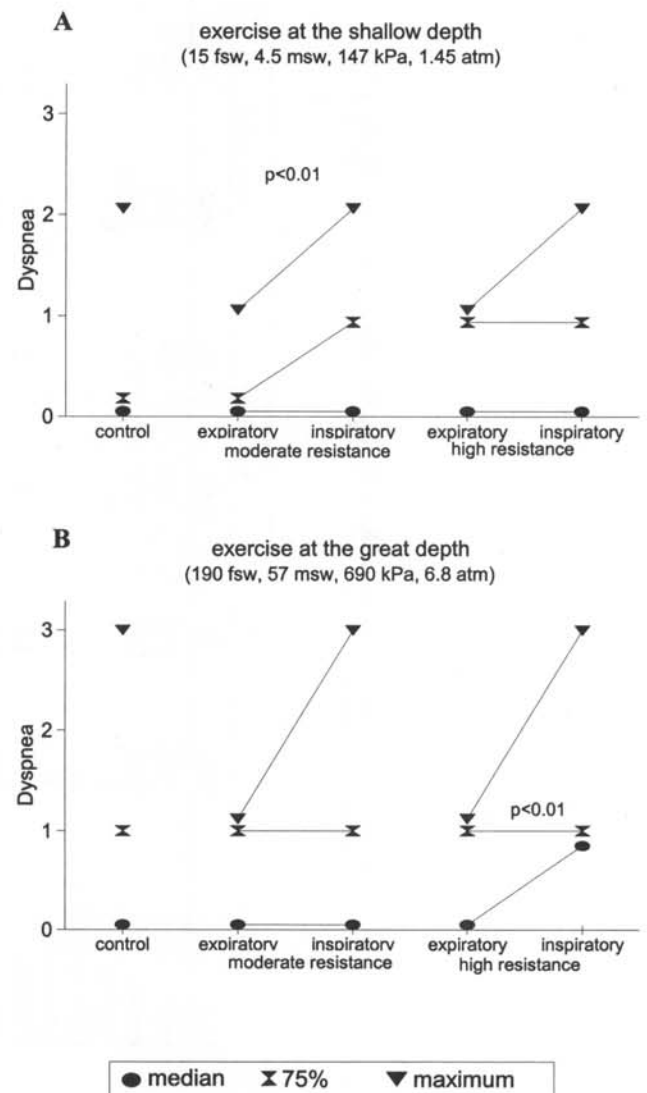 A
exercise at the shallow depth
(15 fsw, 4.5 msw, 147 kPa, 1.45 atm)
3
2
1
0
Dyspnea
p<0.01
control expiratory inspiratory expiratory inspiratory
moderate resistance high resistance
B
exercise at the great depth
(190 fsw, 57 msw, 690 kPa, 6.8 atm)
3
2
1
0
Dyspnea
p<0.01
control expiratory inspiratory expiratory inspiratory
moderate resistance high resistance
median 75% maximum